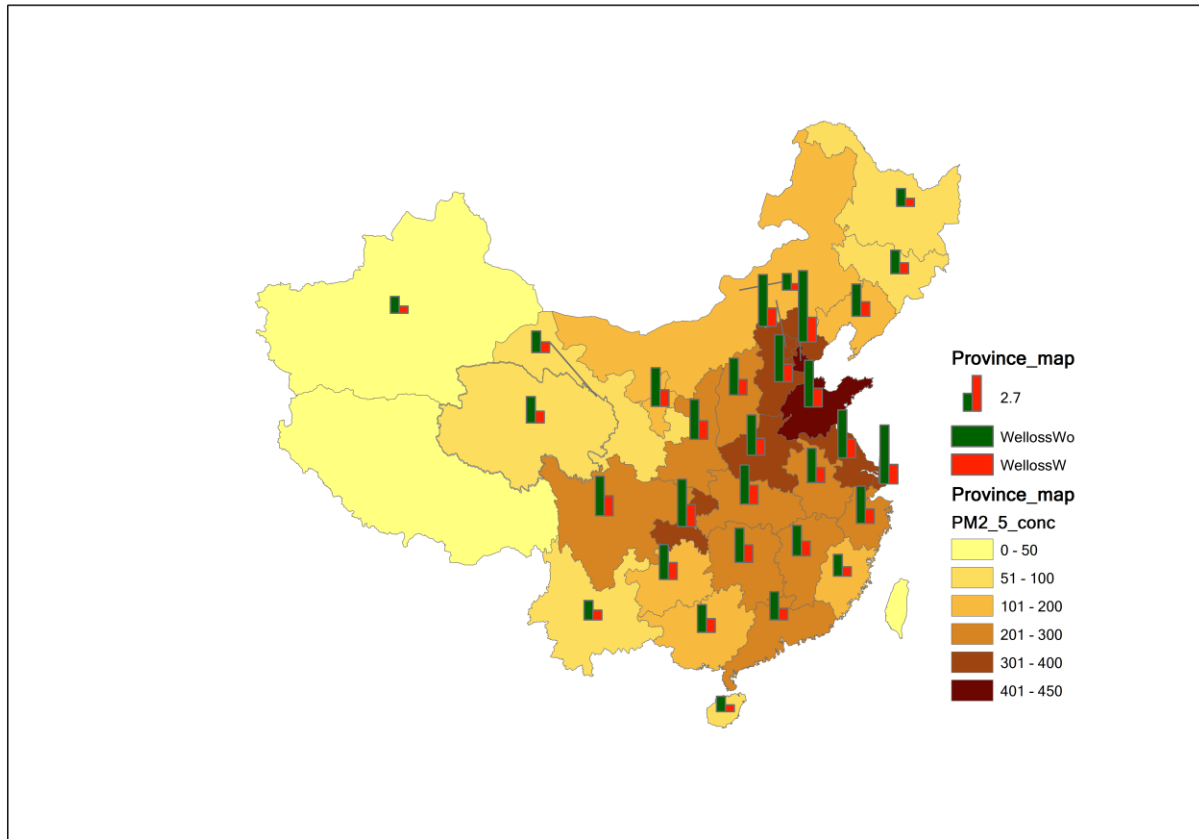 Province_map
2.7
WellossWo
WellossW
Province_map
PM2_5_conc
0 - 50
51 - 100
101 - 200
201 - 300
301 - 400
401 - 450